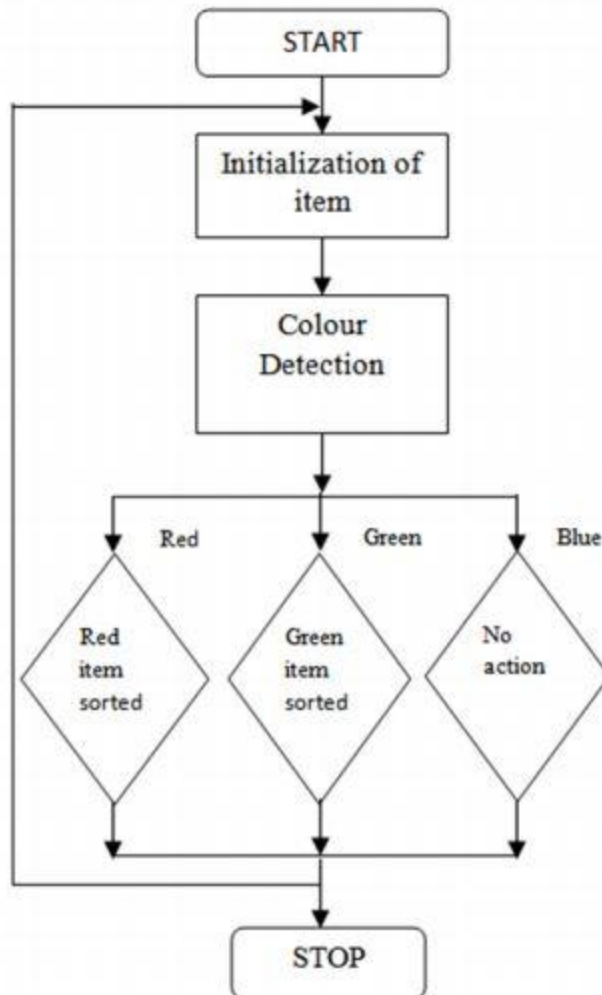 START
Initialization of
item
Colour
Detection
Red
Green
Blue
Red
item
sorted
Green
item
sorted
No
action
STOP